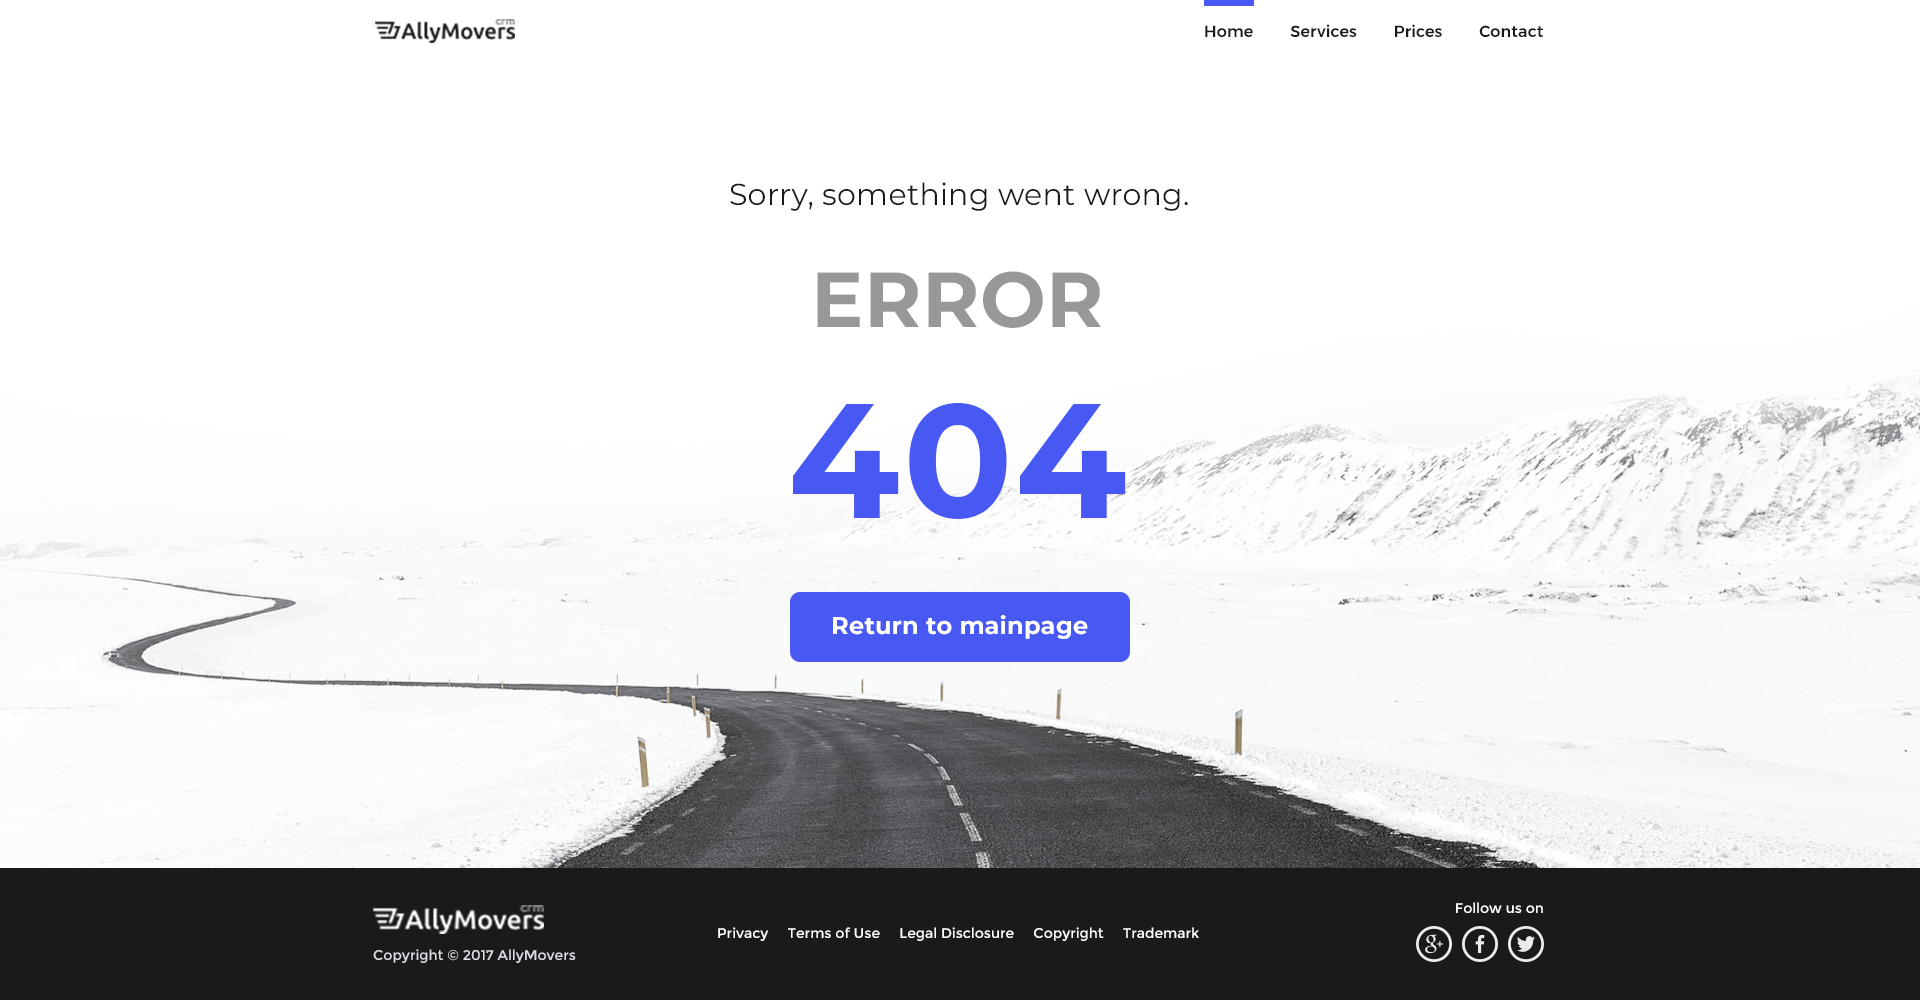 AllyMovers crm
Home Services Prices Contact
Sorry, something went wrong.
ERROR
404
Return to mainpage
AllyMovers crm
Copyright © 2017 AllyMovers
Privacy Terms of Use Legal Disclosure Copyright Trademark
Follow us on
g+ f